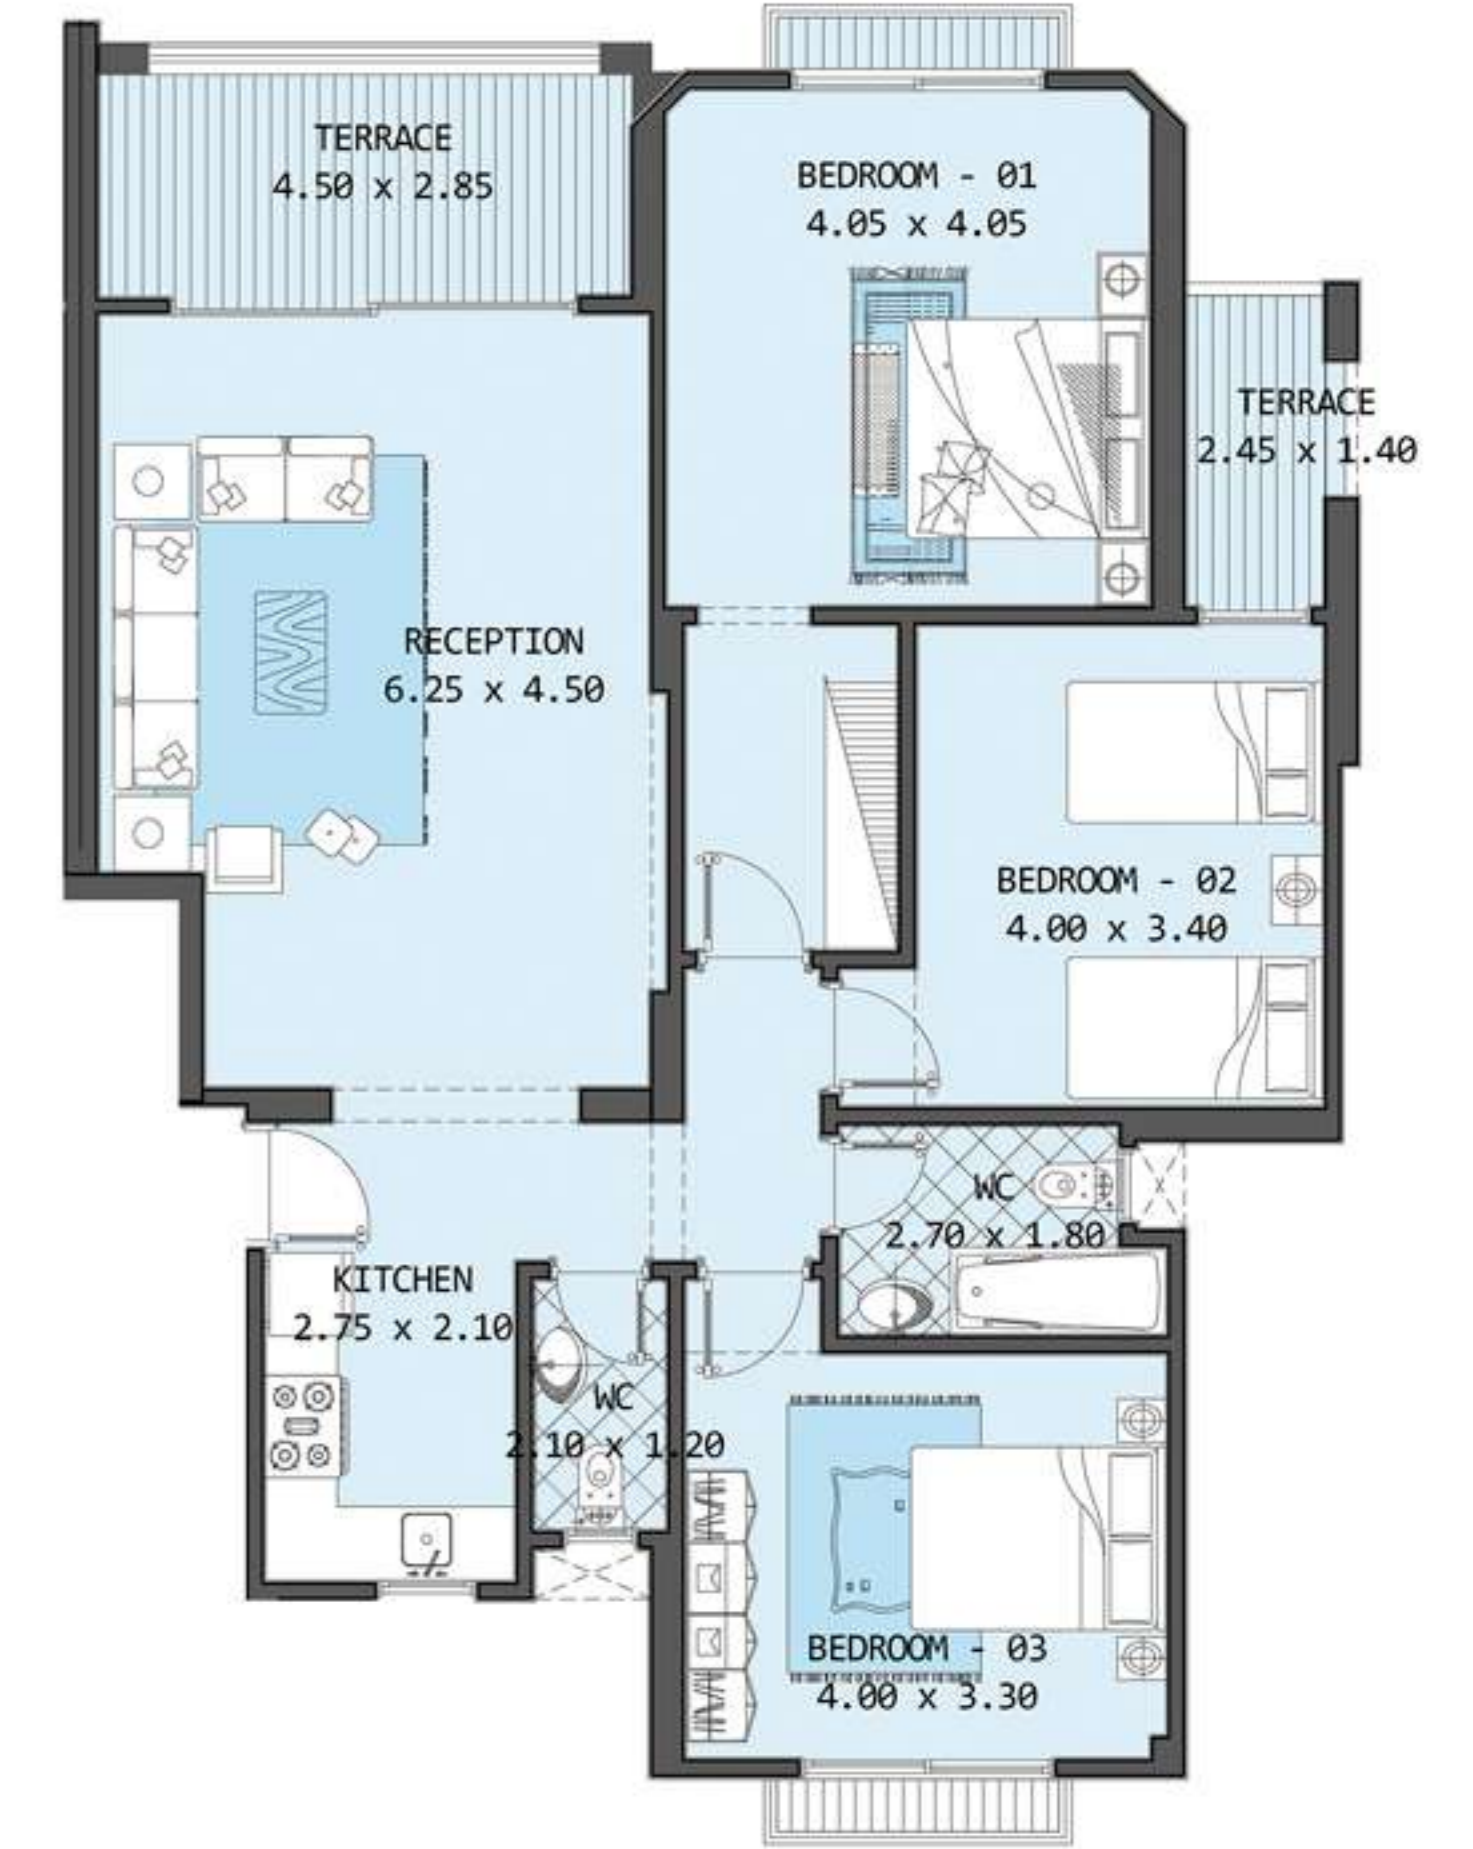 TERRACE
4.50 x 2.85
BEDROOM - 01
4.05 x 4.05
TERRACE
2.45 x 1.40
RECEPTION
6.25 x 4.50
BEDROOM - 02
4.00 x 3.40
WC
2.70 x 1.80
KITCHEN
2.75 x 2.10
WC
2.10 x 1.20
BEDROOM - 03
4.00 x 3.30